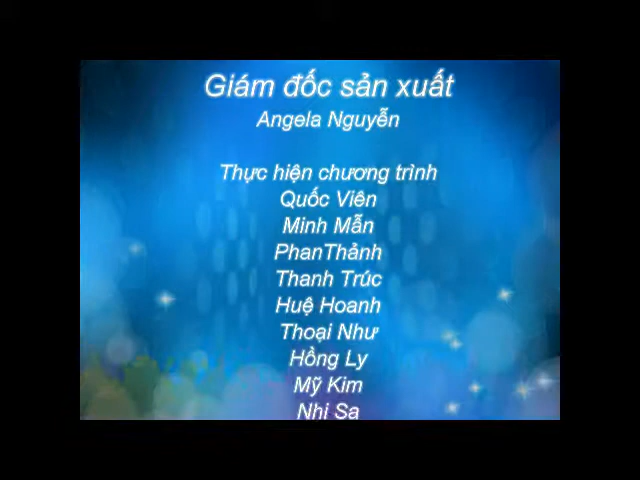 Giám đốc sản xuất
Angela Nguyễn
Thực hiện chương trình
Quốc Viên
Minh Mẫn
PhanThảnh
Thanh Trúc
Huệ Hoanh
Thoại Như
Hồng Ly
Mỹ Kim
Nhi Sa